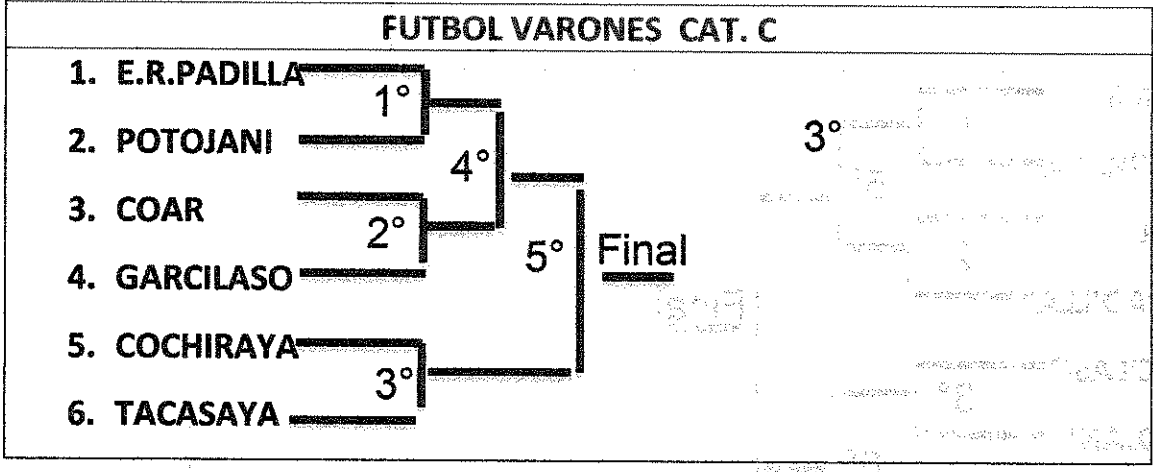 FUTBOL VARONES CAT. C
1. E.R.PADILLA
1°
2. POTOJANI
3°
4°
3. COAR
2°
5° Final
4. GARCILASO
5. COCHIRAYA
3°
6. TACASAYA